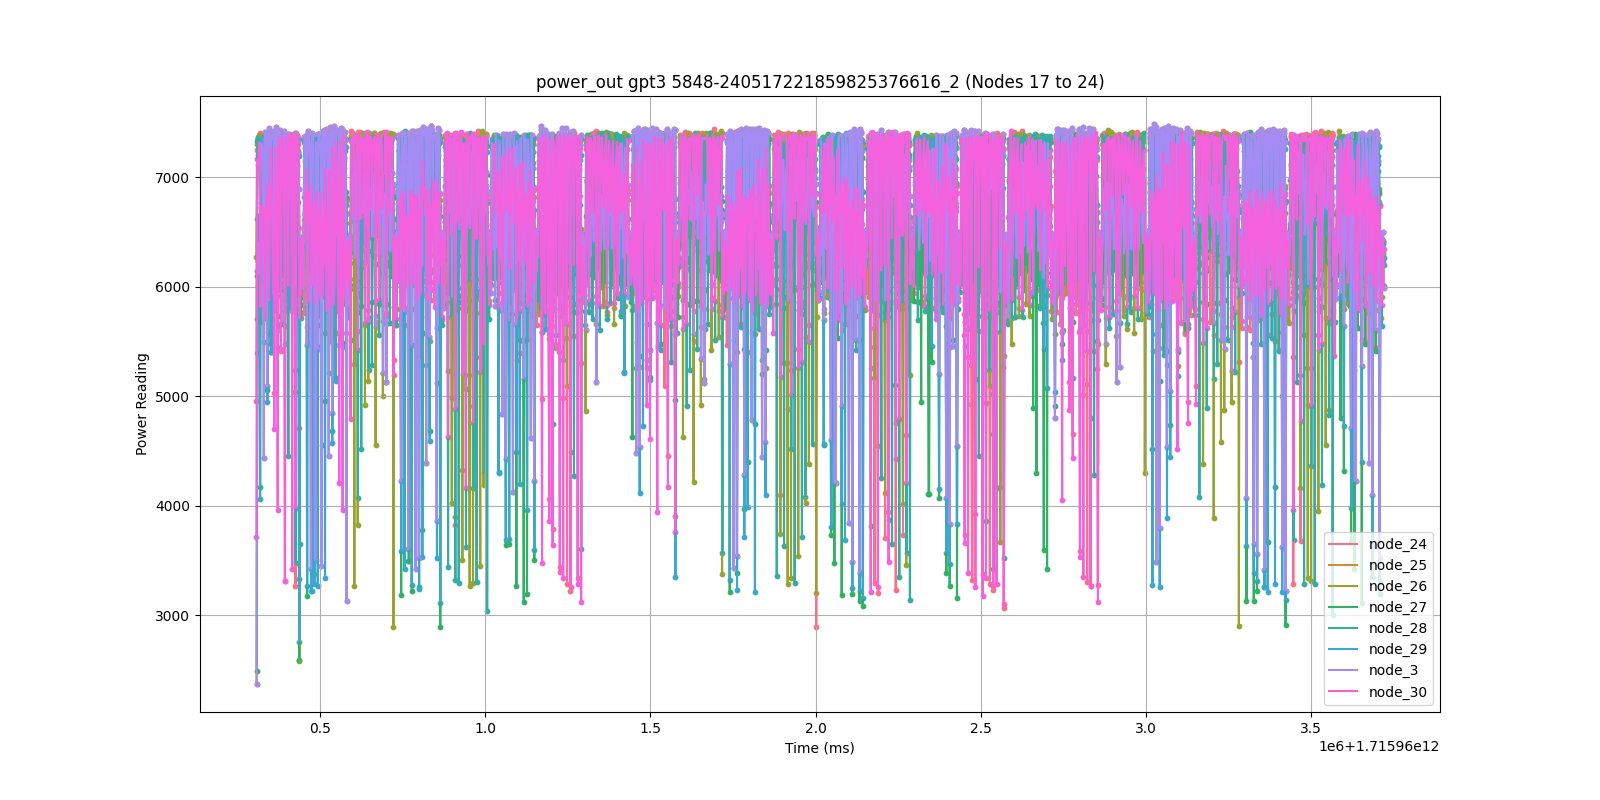 power_out gpt3 5848-240517221859825376616_2 (Nodes 17 to 24)
Power Reading
7000
6000
5000
4000
3000
0.5
1.0
1.5
2.0
2.5
3.0
3.5
Time (ms)
1e6+1.71596e12
node_24
node_25
node_26
node_27
node_28
node_29
node_3
node_30